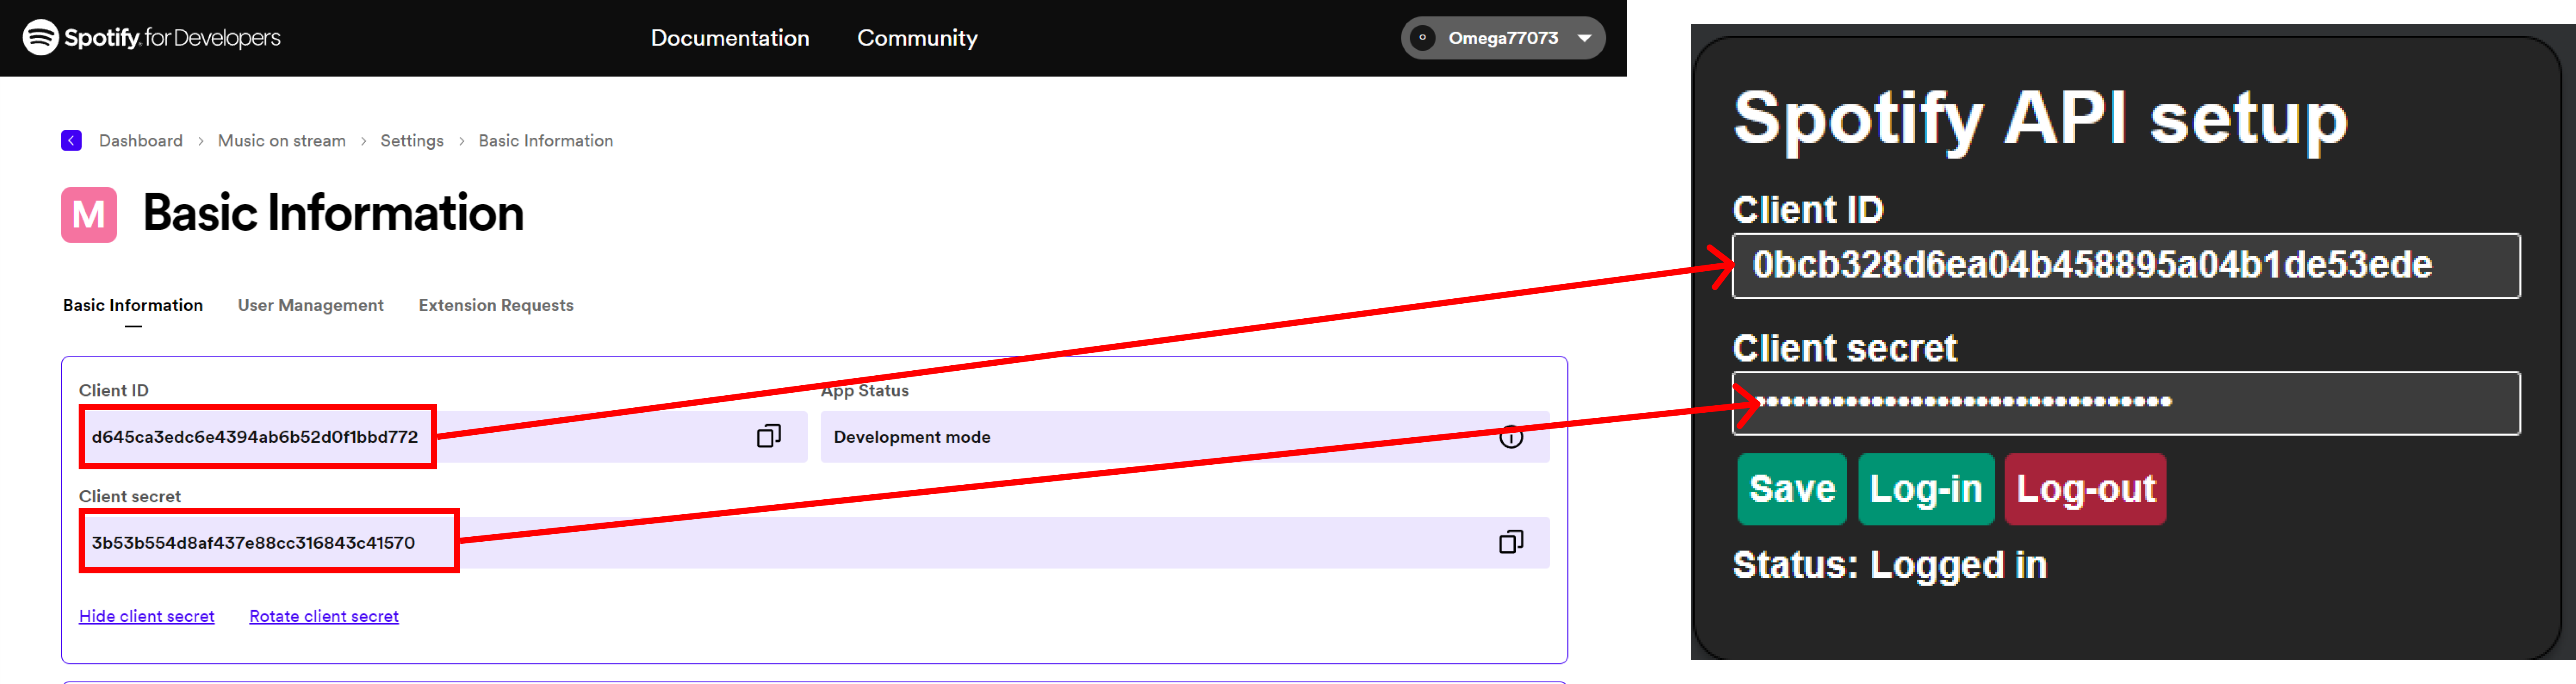 Spotify for Developers
Documentation
Community
Omega77073
Dashboard > Music on stream > Settings > Basic Information
M
Basic Information
Basic Information
User Management
Extension Requests
Client ID
d645ca3edc6e4394ab6b52d0f1bbd772
App Status
Development mode
Client secret
3b53b554d8af437e88cc316843c41570
Hide client secret
Rotate client secret
Spotify API setup
Client ID
0bcb328d6ea04b458895a04b1de53ede
Client secret
••••••••••••••••••••••••••••••••
Save
Log-in
Log-out
Status: Logged in